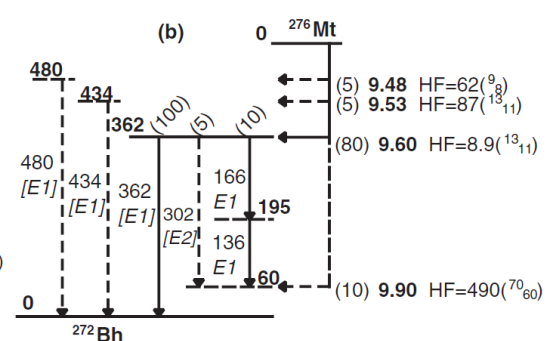 (b) 0 ²⁷⁶Mt
480
434
362 (100) (5) (10)
(5) 9.48 HF=62(⁹₈)
(5) 9.53 HF=87(¹³₁₁)
(80) 9.60 HF=8.9(¹³₁₁)
480
[E1]
434
[E1]
362
[E1]
302
[E2]
166
E1
195
136
E1
60
(10) 9.90 HF=490(⁷⁰₆₀)
0
²⁷²Bh
)